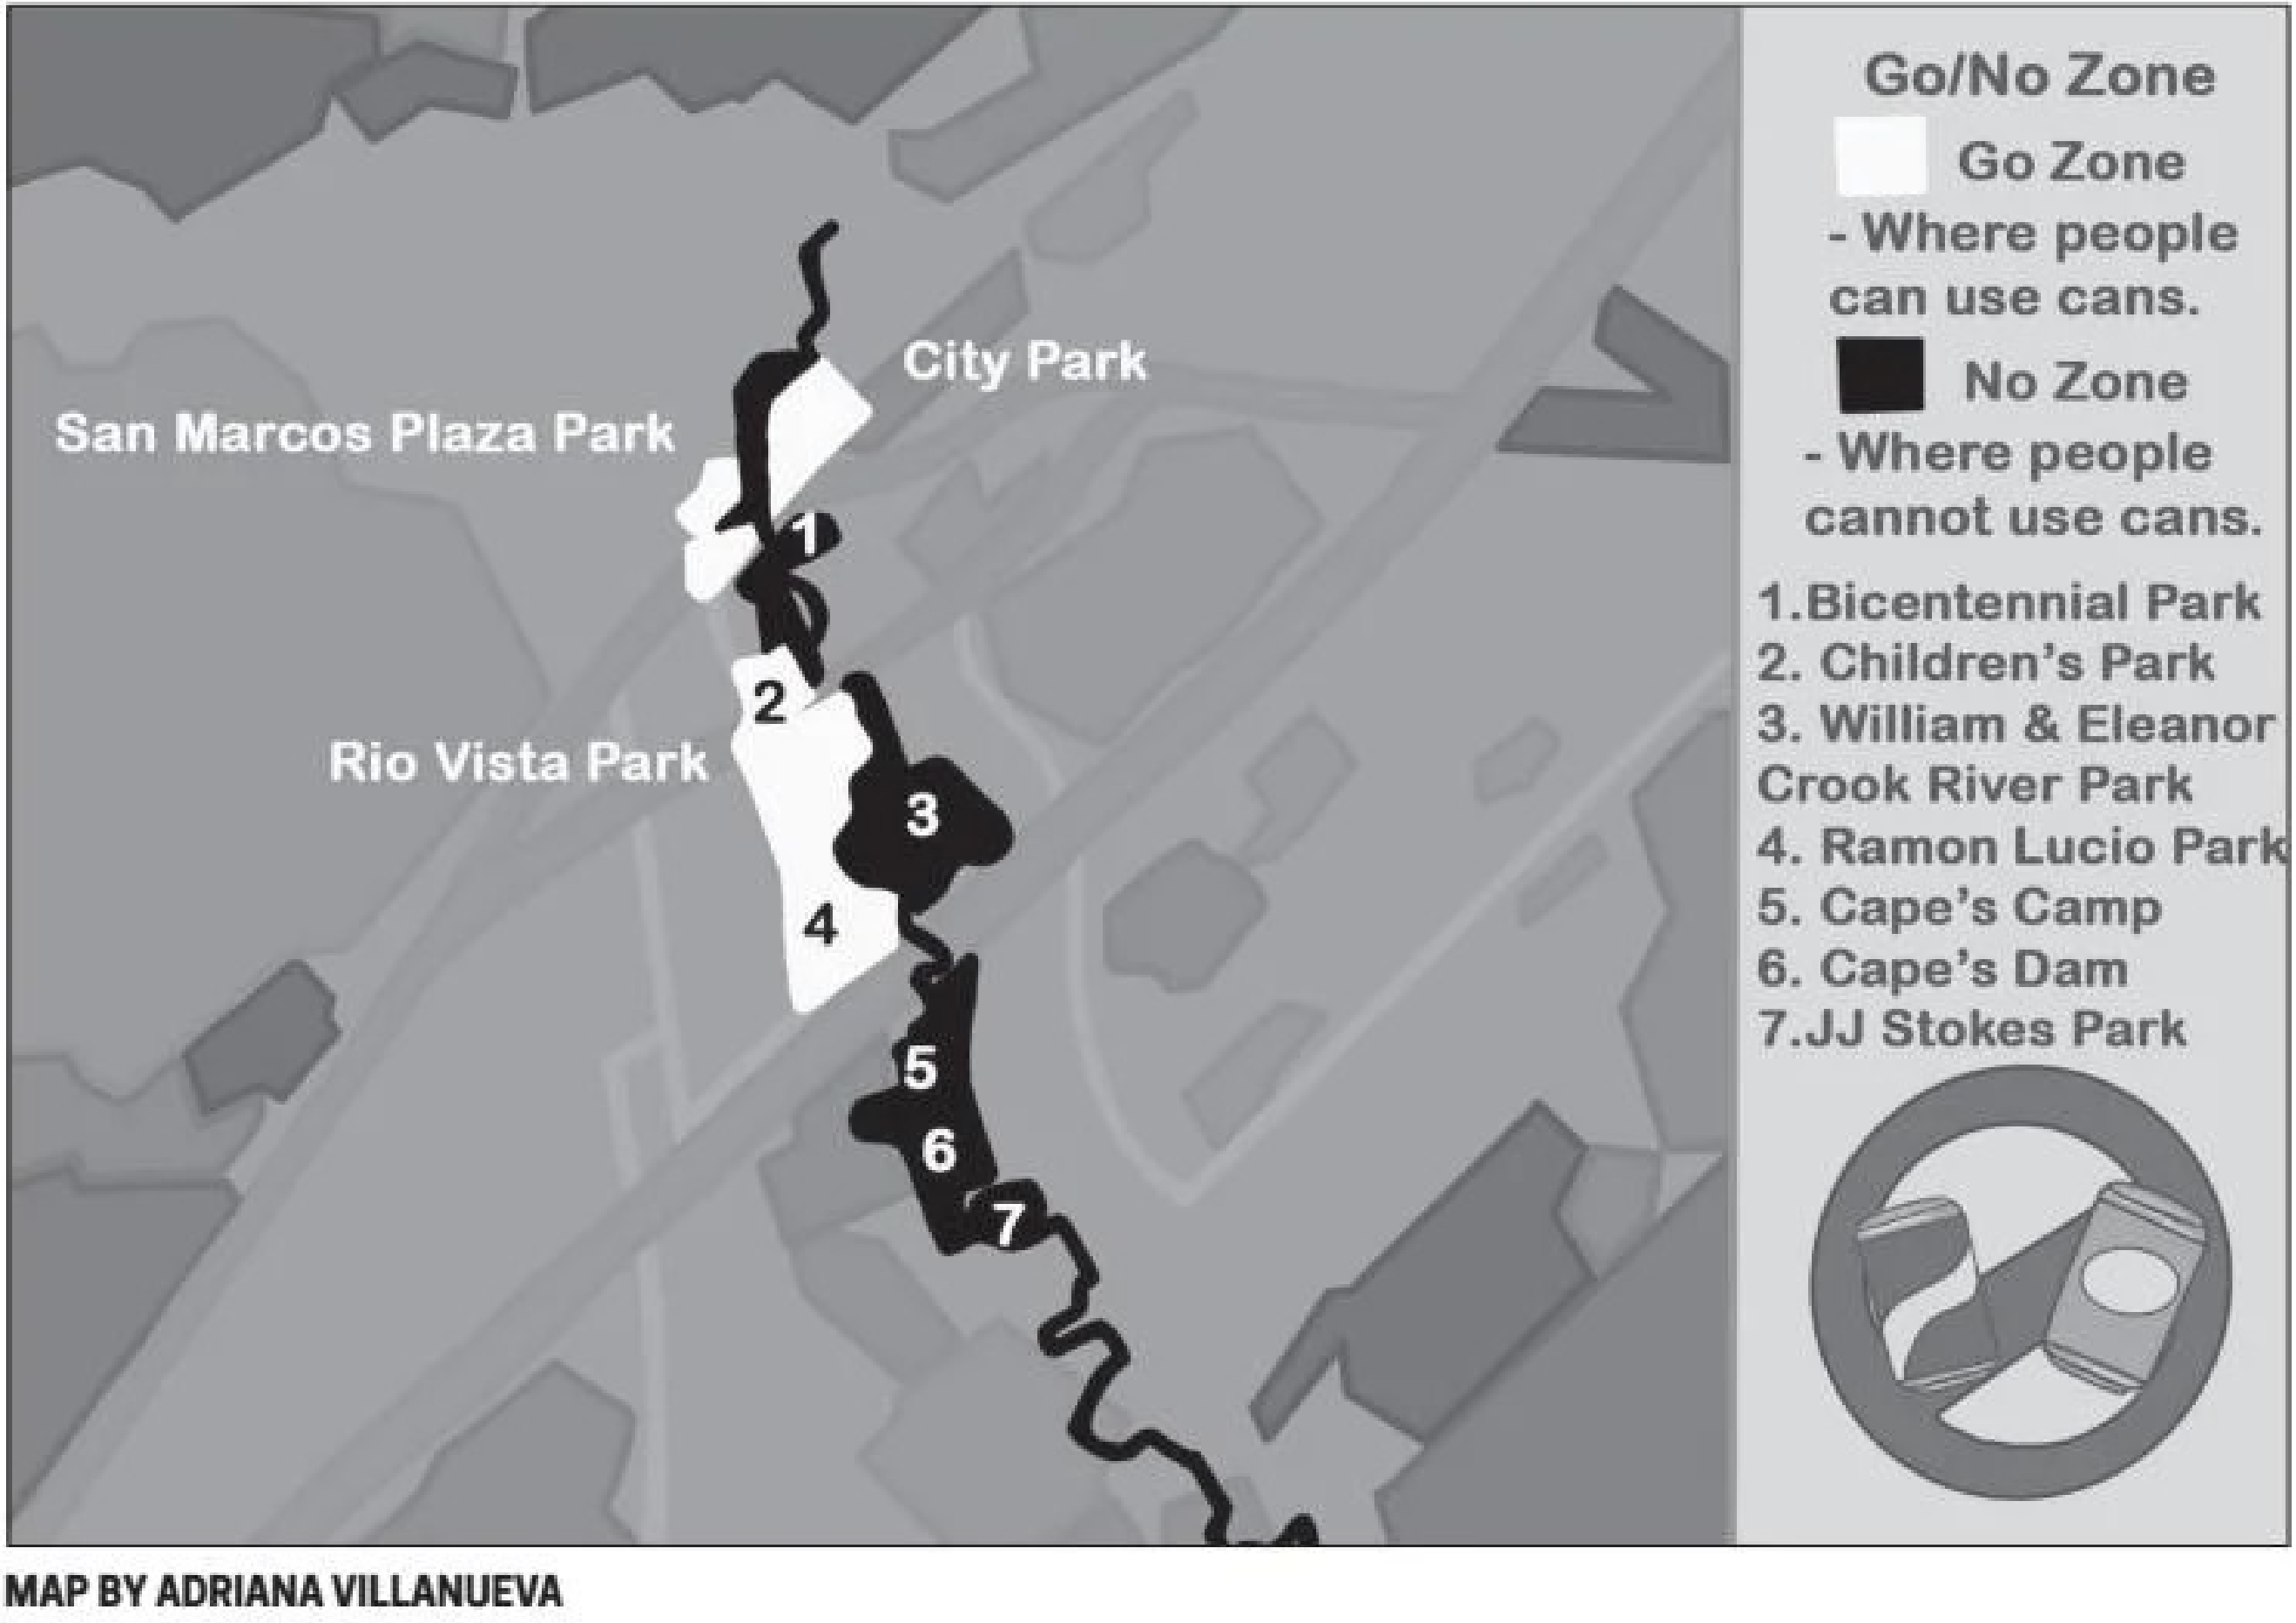 City Park
San Marcos Plaza Park
1
2
Rio Vista Park
3
4
5
6
7
Go/No Zone
Go Zone
- Where people
can use cans.
No Zone
- Where people
cannot use cans.
1.Bicentennial Park
2. Children's Park
3. William & Eleanor
Crook River Park
4. Ramon Lucio Park
5. Cape's Camp
6. Cape's Dam
7.JJ Stokes Park
MAP BY ADRIANA VILLANUEVA